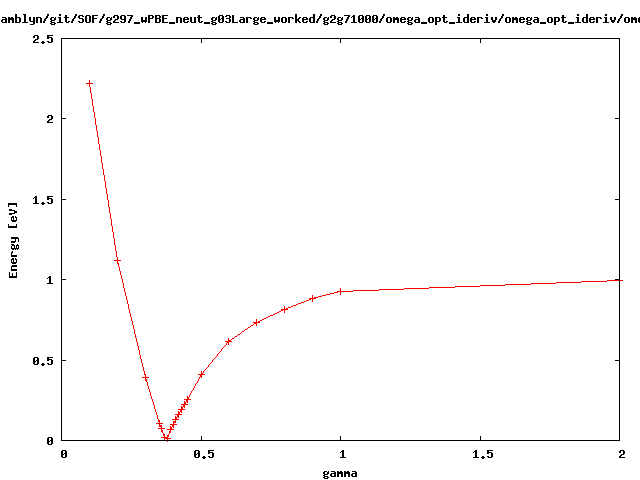 amblyn/git/SOF/g297_wPBE_neut_g03Large_worked/g2g71000/omega_opt_ideriv/omega_opt_ideriv/ome
2.5
2
1.5
1
0.5
0
Energy [eV]
0 0.5 1 1.5 2
gamma